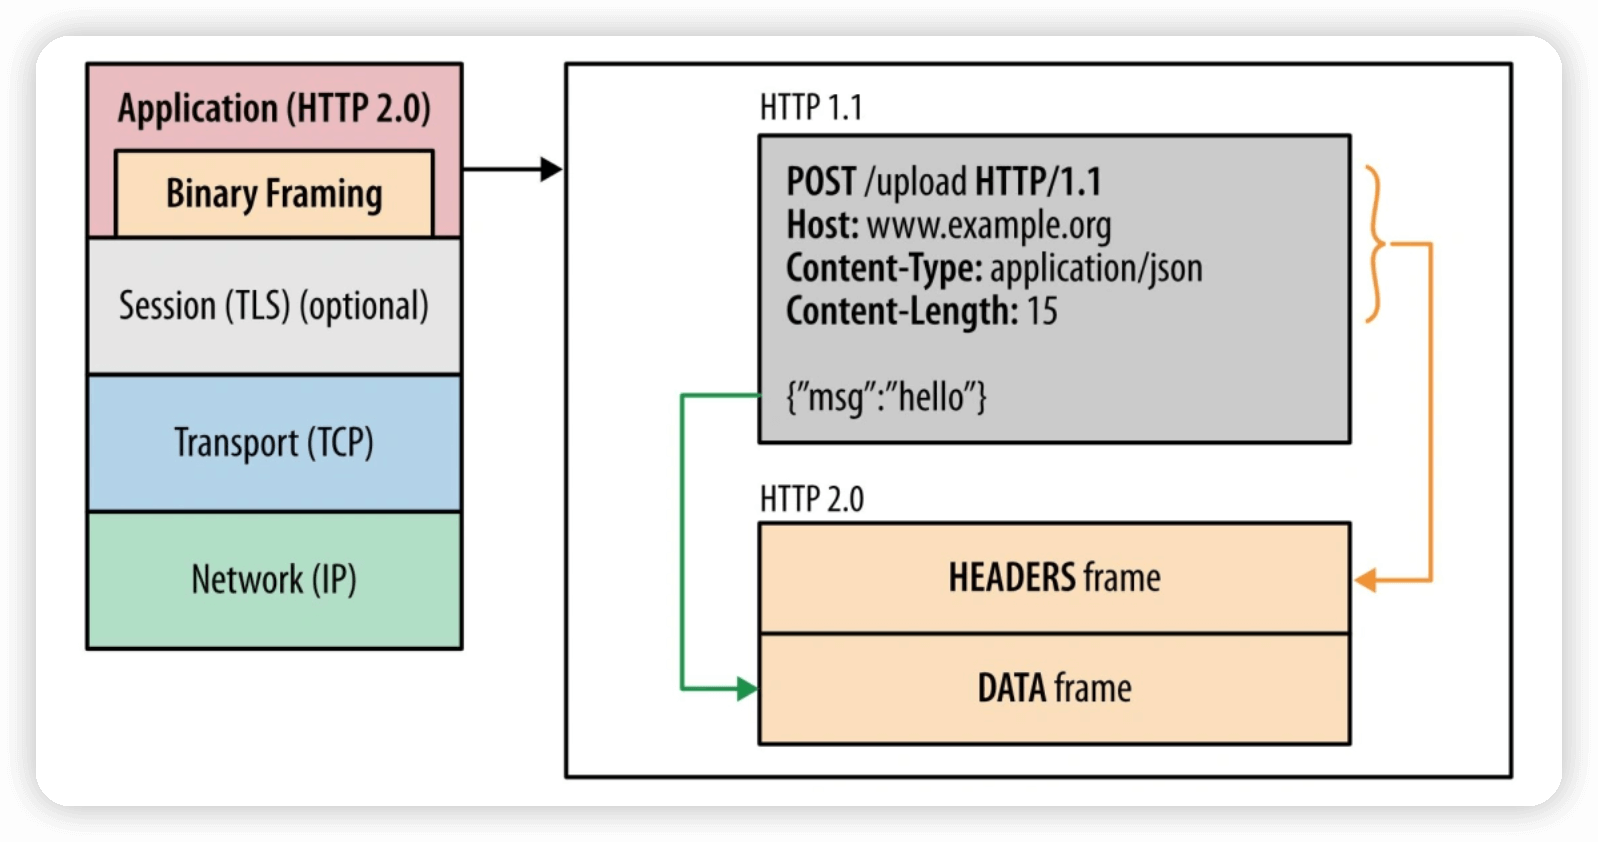 Application (HTTP 2.0)
Binary Framing
Session (TLS) (optional)
Transport (TCP)
Network (IP)
HTTP 1.1
POST /upload HTTP/1.1
Host: www.example.org
Content-Type: application/json
Content-Length: 15
{”msg”:”hello”}
HTTP 2.0
HEADERS frame
DATA frame